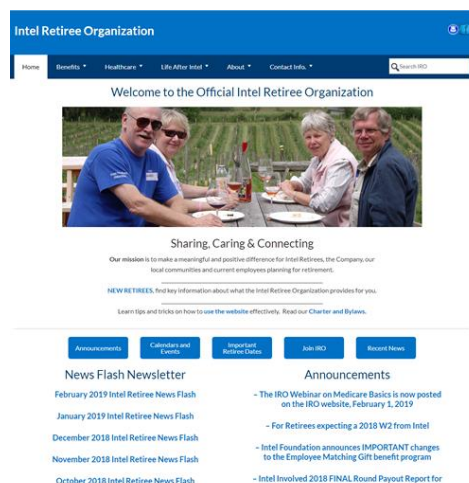 Intel Retiree Organization
Home
Benefits
Healthcare
Life After Intel
About
Contact Info.
Search IRO
Welcome to the Official Intel Retiree Organization
Sharing, Caring & Connecting
Our mission is to make a meaningful and positive difference for Intel Retirees, the Company, our
local communities and current employees planning for retirement.
NEW RETIREES, find key information about what the Intel Retiree Organization provides for you.
Learn tips and tricks on how to use the website effectively. Read our Charter and Bylaws.
Announcements
Calendars and
Events
Important
Retiree Dates
Join IRO
Recent News
News Flash Newsletter
February 2019 Intel Retiree News Flash
January 2019 Intel Retiree News Flash
December 2018 Intel Retiree News Flash
November 2018 Intel Retiree News Flash
October 2018 Intel Retiree News Flash
Announcements
– The IRO Webinar on Medicare Basics is now posted
on the IRO website, February 1, 2019
– For Retirees expecting a 2018 W2 from Intel
– Intel Foundation announces IMPORTANT changes
to the Employee Matching Gift benefit program
– Intel Involved 2018 FINAL Round Payout Report for